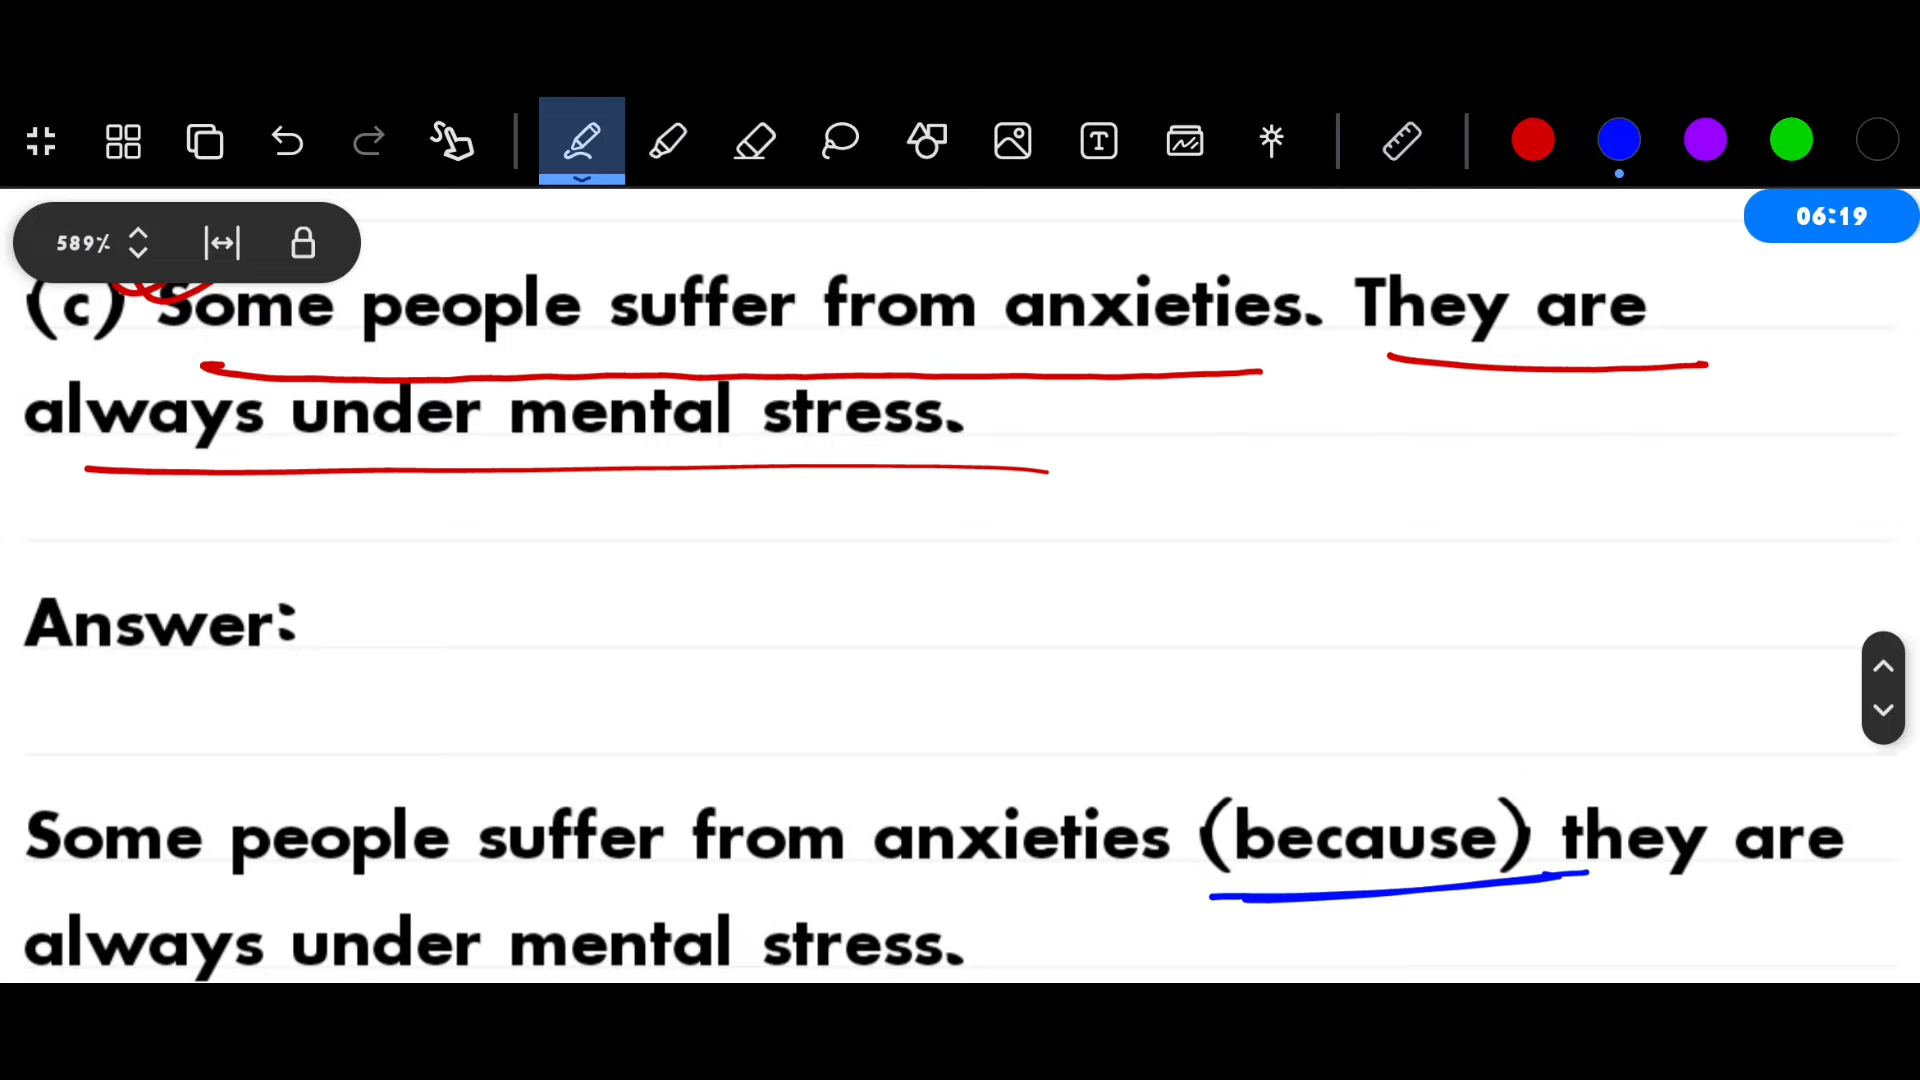 06:19
589%
(c) Some people suffer from anxieties. They are
always under mental stress.
Answer:
Some people suffer from anxieties (because) they are
always under mental stress.